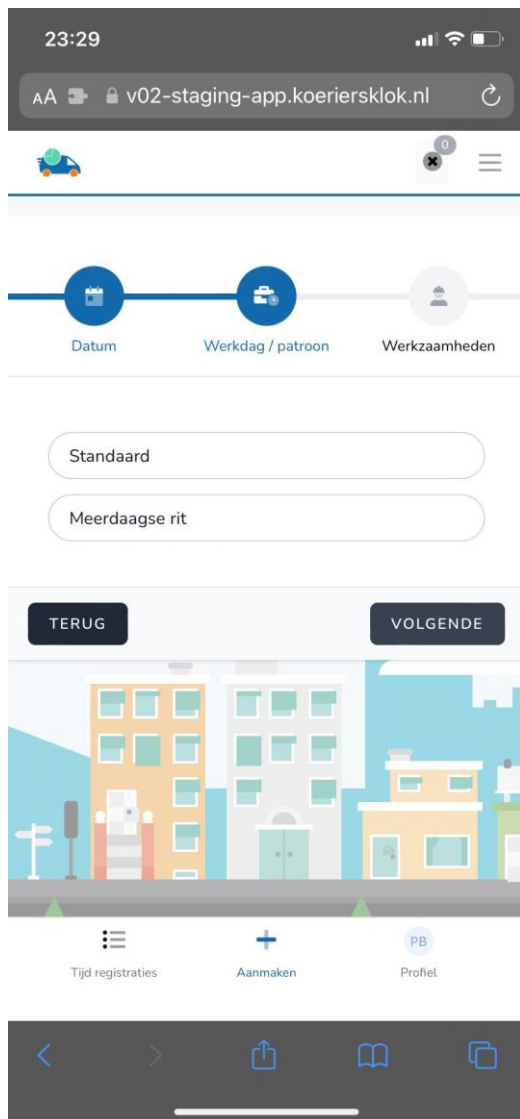 23:29
AA v02-staging-app.koeriersklok.nl
0
Datum Werkdag / patroon Werkzaamheden
Standaard
Meerdaagse rit
TERUG VOLGENDE
PB
Tijd registraties Aanmaken Profiel